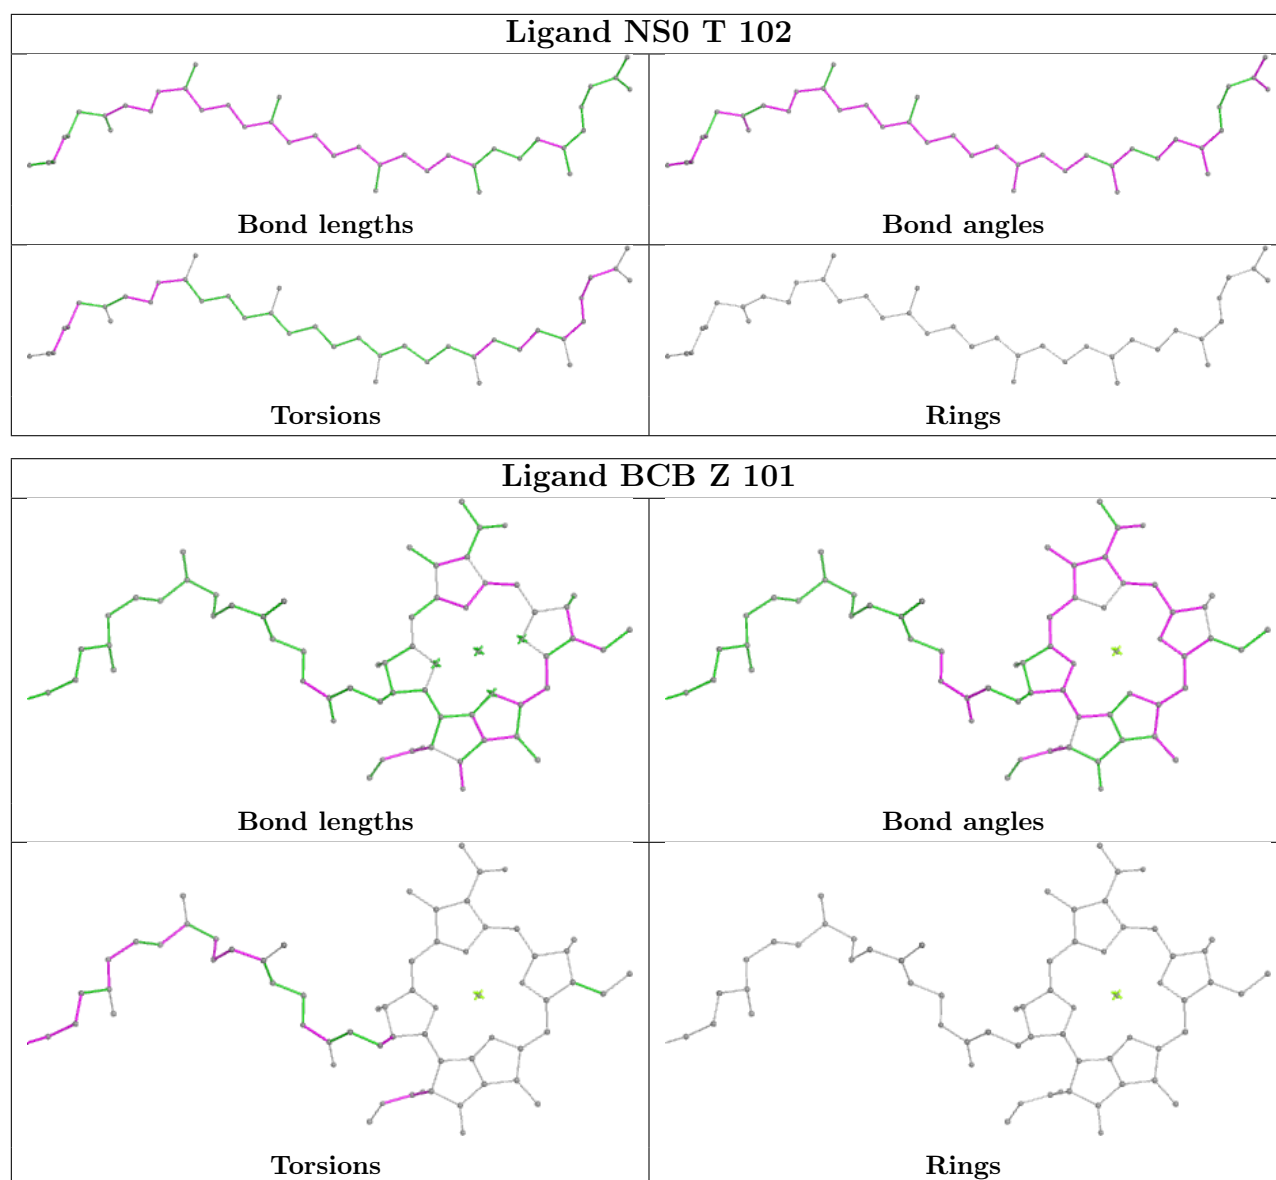 Ligand NS0 T 102
Bond lengths
Bond angles
Torsions
Rings
Ligand BCB Z 101
Bond lengths
Bond angles
Torsions
Rings